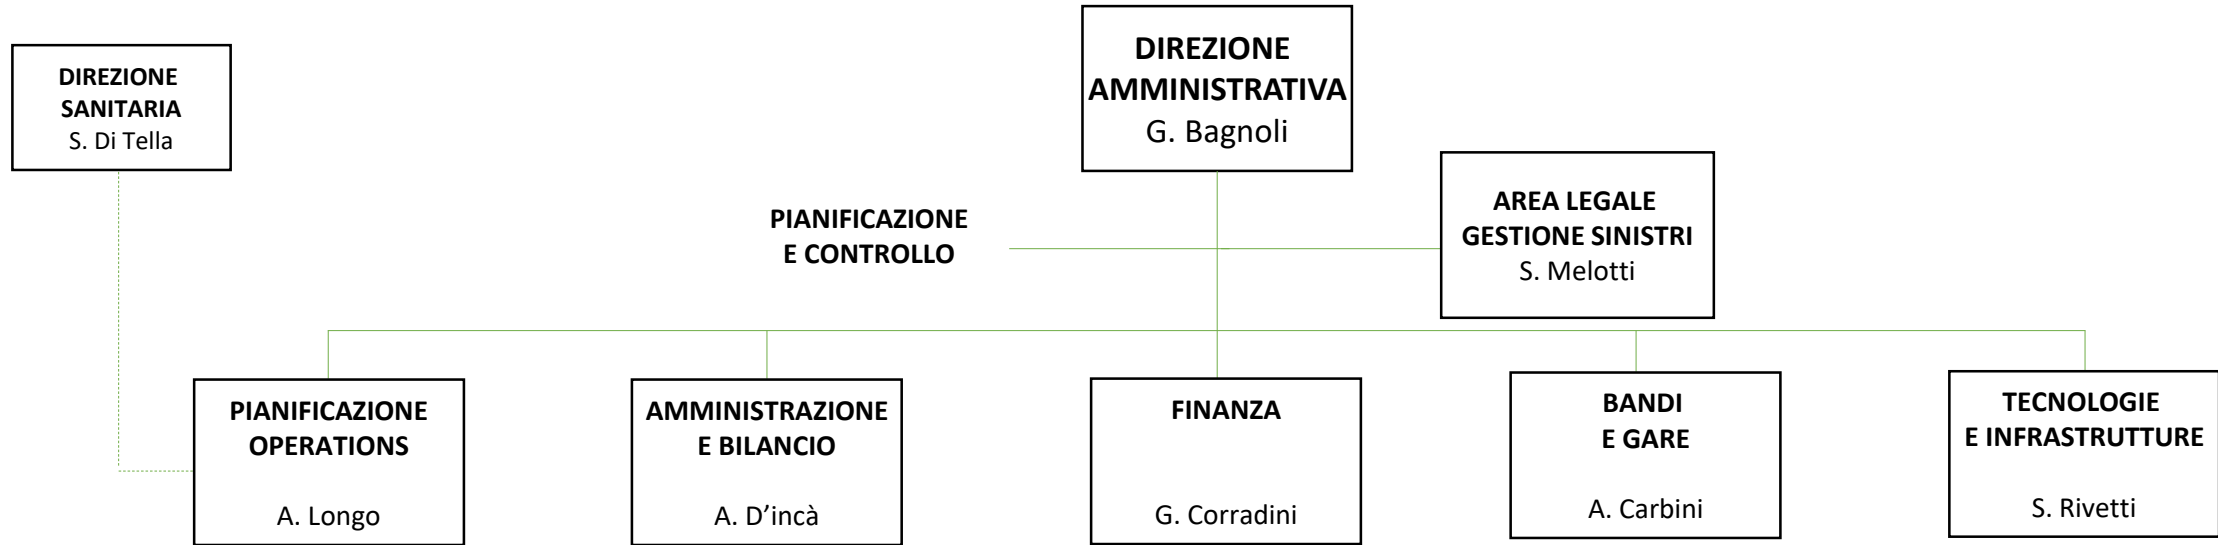 DIREZIONE
SANITARIA
S. Di Tella
DIREZIONE
AMMINISTRATIVA
G. Bagnoli
PIANIFICAZIONE
E CONTROLLO
AREA LEGALE
GESTIONE SINISTRI
S. Melotti
PIANIFICAZIONE
OPERATIONS
A. Longo
AMMINISTRAZIONE
E BILANCIO
A. D’incà
FINANZA
G. Corradini
BANDI
E GARE
A. Carbini
TECNOLOGIE
E INFRASTRUTTURE
S. Rivetti